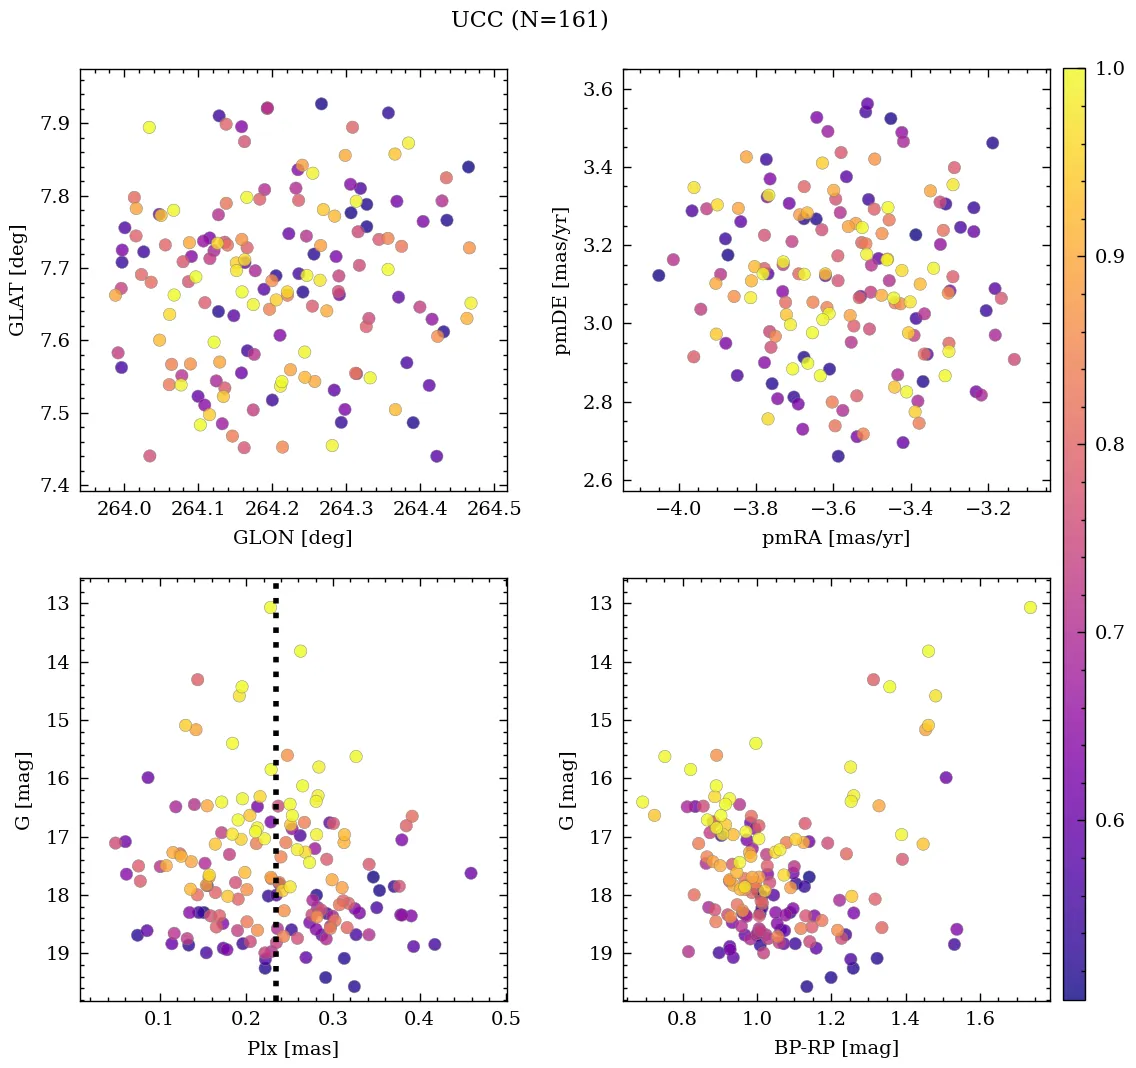 UCC (N=161)
7.9
7.8
7.7
7.6
7.5
7.4
GLAT [deg]
264.0 264.1 264.2 264.3 264.4 264.5
GLON [deg]
3.6
3.4
3.2
3.0
2.8
2.6
pmDE [mas/yr]
−4.0 −3.8 −3.6 −3.4 −3.2
pmRA [mas/yr]
13
14
15
16
17
18
19
G [mag]
0.1 0.2 0.3 0.4 0.5
Plx [mas]
13
14
15
16
17
18
19
G [mag]
0.8 1.0 1.2 1.4 1.6
BP-RP [mag]
1.0
0.9
0.8
0.7
0.6